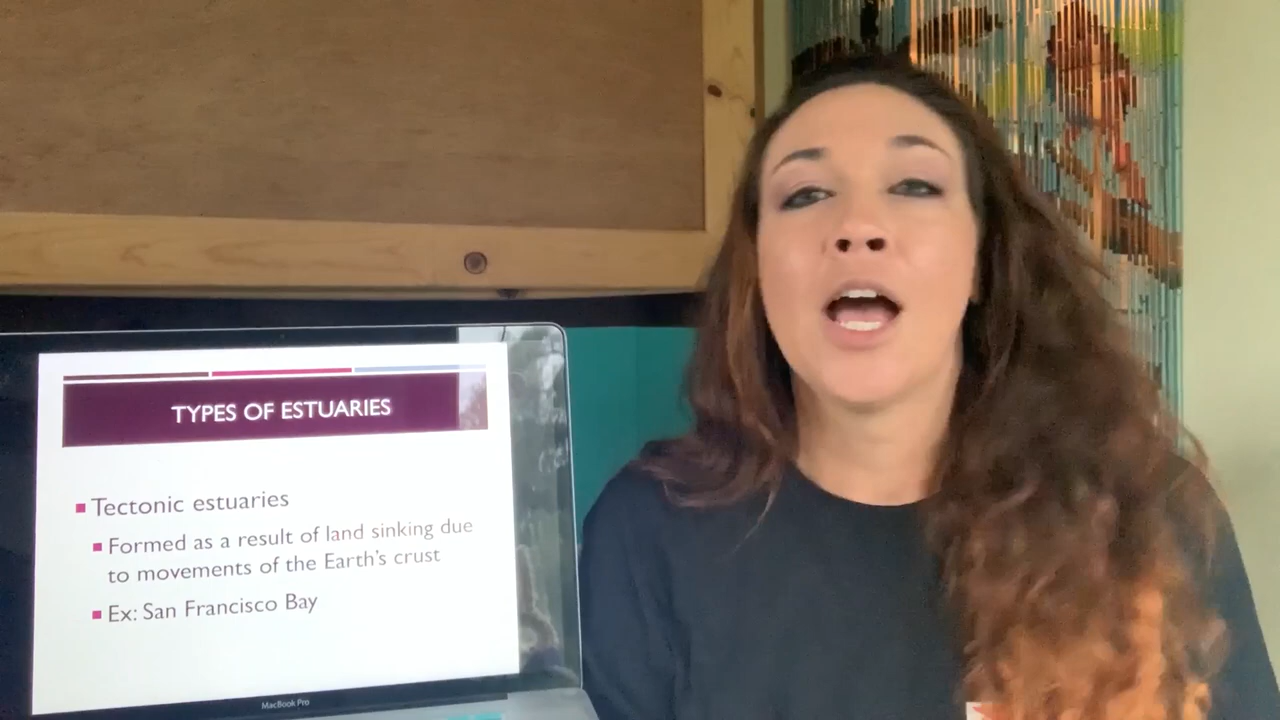 TYPES OF ESTUARIES
Tectonic estuaries
Formed as a result of land sinking due
to movements of the Earth's crust
Ex: San Francisco Bay
MacBook Pro